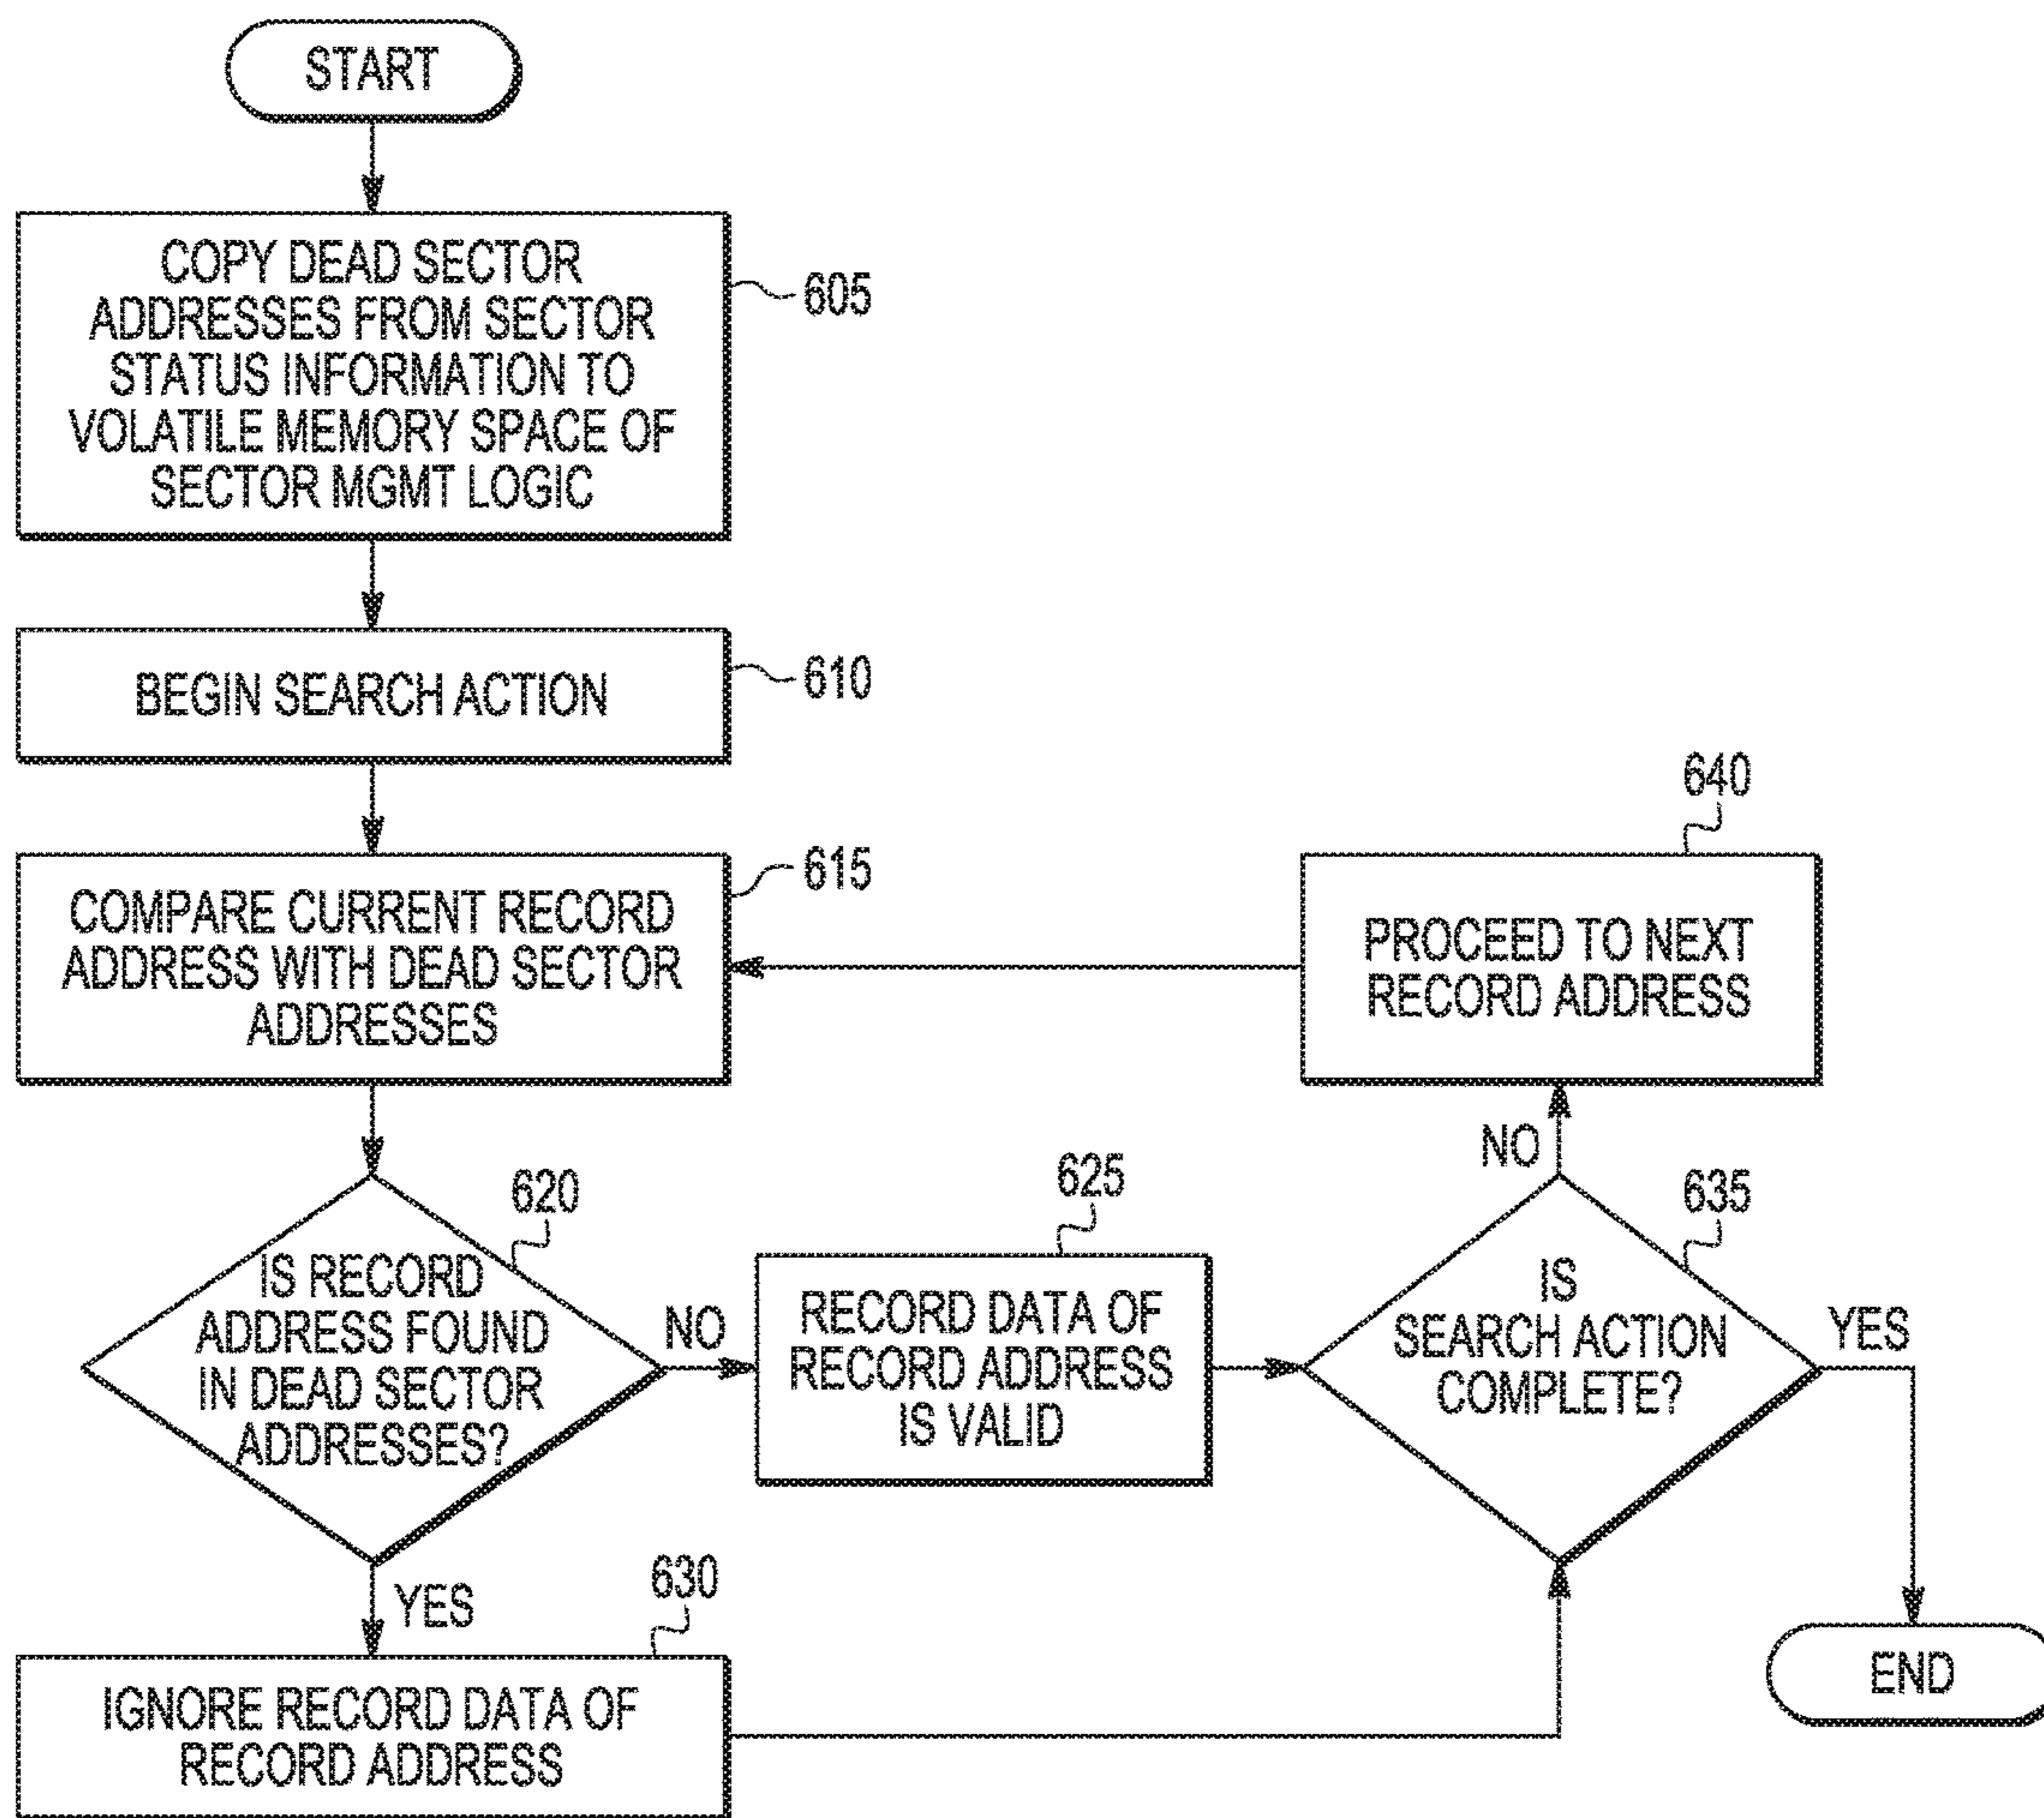 START
COPY DEAD SECTOR
ADDRESSES FROM SECTOR
STATUS INFORMATION TO
VOLATILE MEMORY SPACE OF
SECTOR MGMT LOGIC
605
BEGIN SEARCH ACTION
610
COMPARE CURRENT RECORD
ADDRESS WITH DEAD SECTOR
ADDRESSES
615
640
PROCEED TO NEXT
RECORD ADDRESS
IS RECORD
ADDRESS FOUND
IN DEAD SECTOR
ADDRESSES?
620
NO
625
RECORD DATA OF
RECORD ADDRESS
IS VALID
NO
635
IS
SEARCH ACTION
COMPLETE?
YES
YES
630
IGNORE RECORD DATA OF
RECORD ADDRESS
END